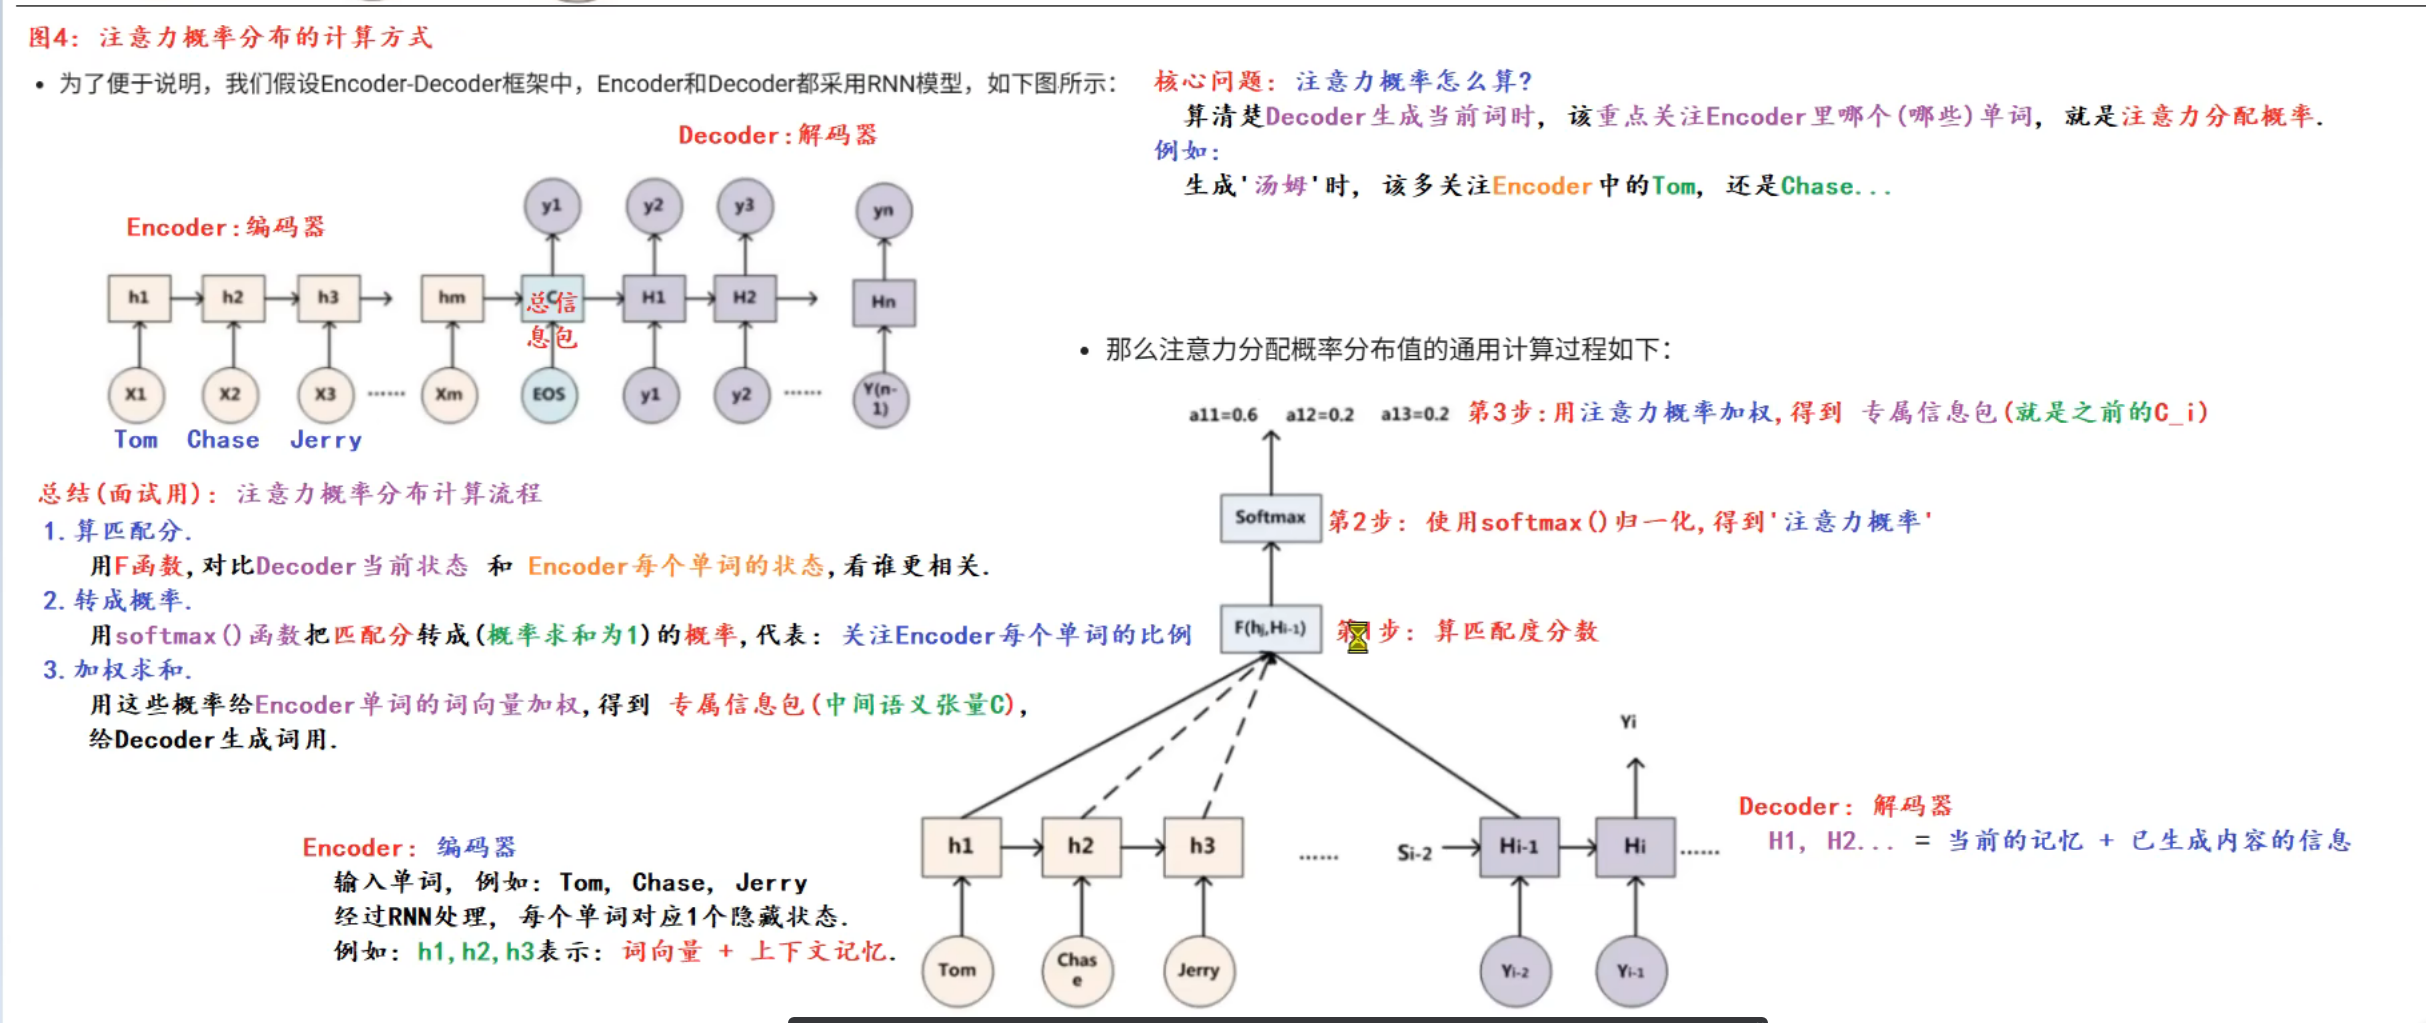 图4: 注意力概率分布的计算方式
• 为了便于说明，我们假设Encoder-Decoder框架中，Encoder和Decoder都采用RNN模型，如下图所示：
Decoder:解码器
Encoder:编码器
y1 y2 y3 yn
h1 h2 h3 hm C H1 H2 Hn
总信
息包
X1 X2 X3 …… Xm EOS y1 y2 …… Y(n-1)
Tom Chase Jerry
核心问题: 注意力概率怎么算?
算清楚Decoder生成当前词时, 该重点关注Encoder里哪个(哪些)单词, 就是注意力分配概率.
例如:
生成'汤姆'时, 该多关注Encoder中的Tom, 还是Chase...
总结(面试用): 注意力概率分布计算流程
1.算匹配分.
用F函数,对比Decoder当前状态 和 Encoder每个单词的状态,看谁更相关.
2.转成概率.
用softmax()函数把匹配分转成(概率求和为1)的概率,代表: 关注Encoder每个单词的比例
3.加权求和.
用这些概率给Encoder单词的词向量加权,得到 专属信息包(中间语义张量C),
给Decoder生成词用.
• 那么注意力分配概率分布值的通用计算过程如下：
a11=0.6 a12=0.2 a13=0.2 第3步:用注意力概率加权,得到 专属信息包(就是之前的C_i)
Softmax 第2步: 使用softmax()归一化,得到'注意力概率'
F(hj,Hi-1) 第1步: 算匹配度分数
Yi
h1 h2 h3 …… Si-2 Hi-1 Hi ……
Tom Chase Jerry Yi-2 Yi-1
Encoder: 编码器
输入单词, 例如: Tom, Chase, Jerry
经过RNN处理, 每个单词对应1个隐藏状态.
例如: h1,h2,h3表示: 词向量 + 上下文记忆.
Decoder: 解码器
H1, H2... = 当前的记忆 + 已生成内容的信息